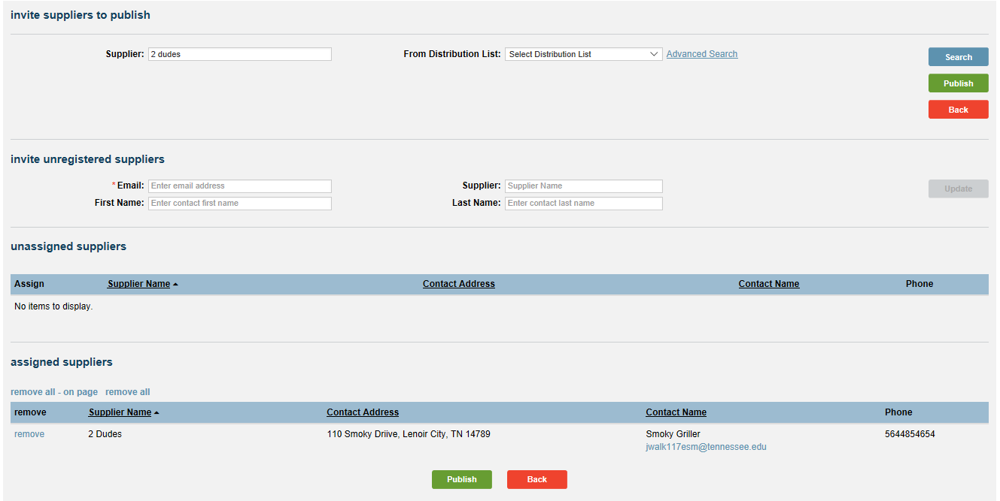 invite suppliers to publish
Supplier: 2 dudes From Distribution List: Select Distribution List Advanced Search
Search
Publish
Back
invite unregistered suppliers
*Email: Enter email address Supplier: Supplier Name
Update
First Name: Enter contact first name Last Name: Enter contact last name
unassigned suppliers
Assign Supplier Name Contact Address Contact Name Phone
No items to display.
assigned suppliers
remove all - on page remove all
remove Supplier Name Contact Address Contact Name Phone
remove 2 Dudes 110 Smoky Driive, Lenoir City, TN 14789 Smoky Griller 5644854654
jwalk117esm@tennessee.edu
Publish Back